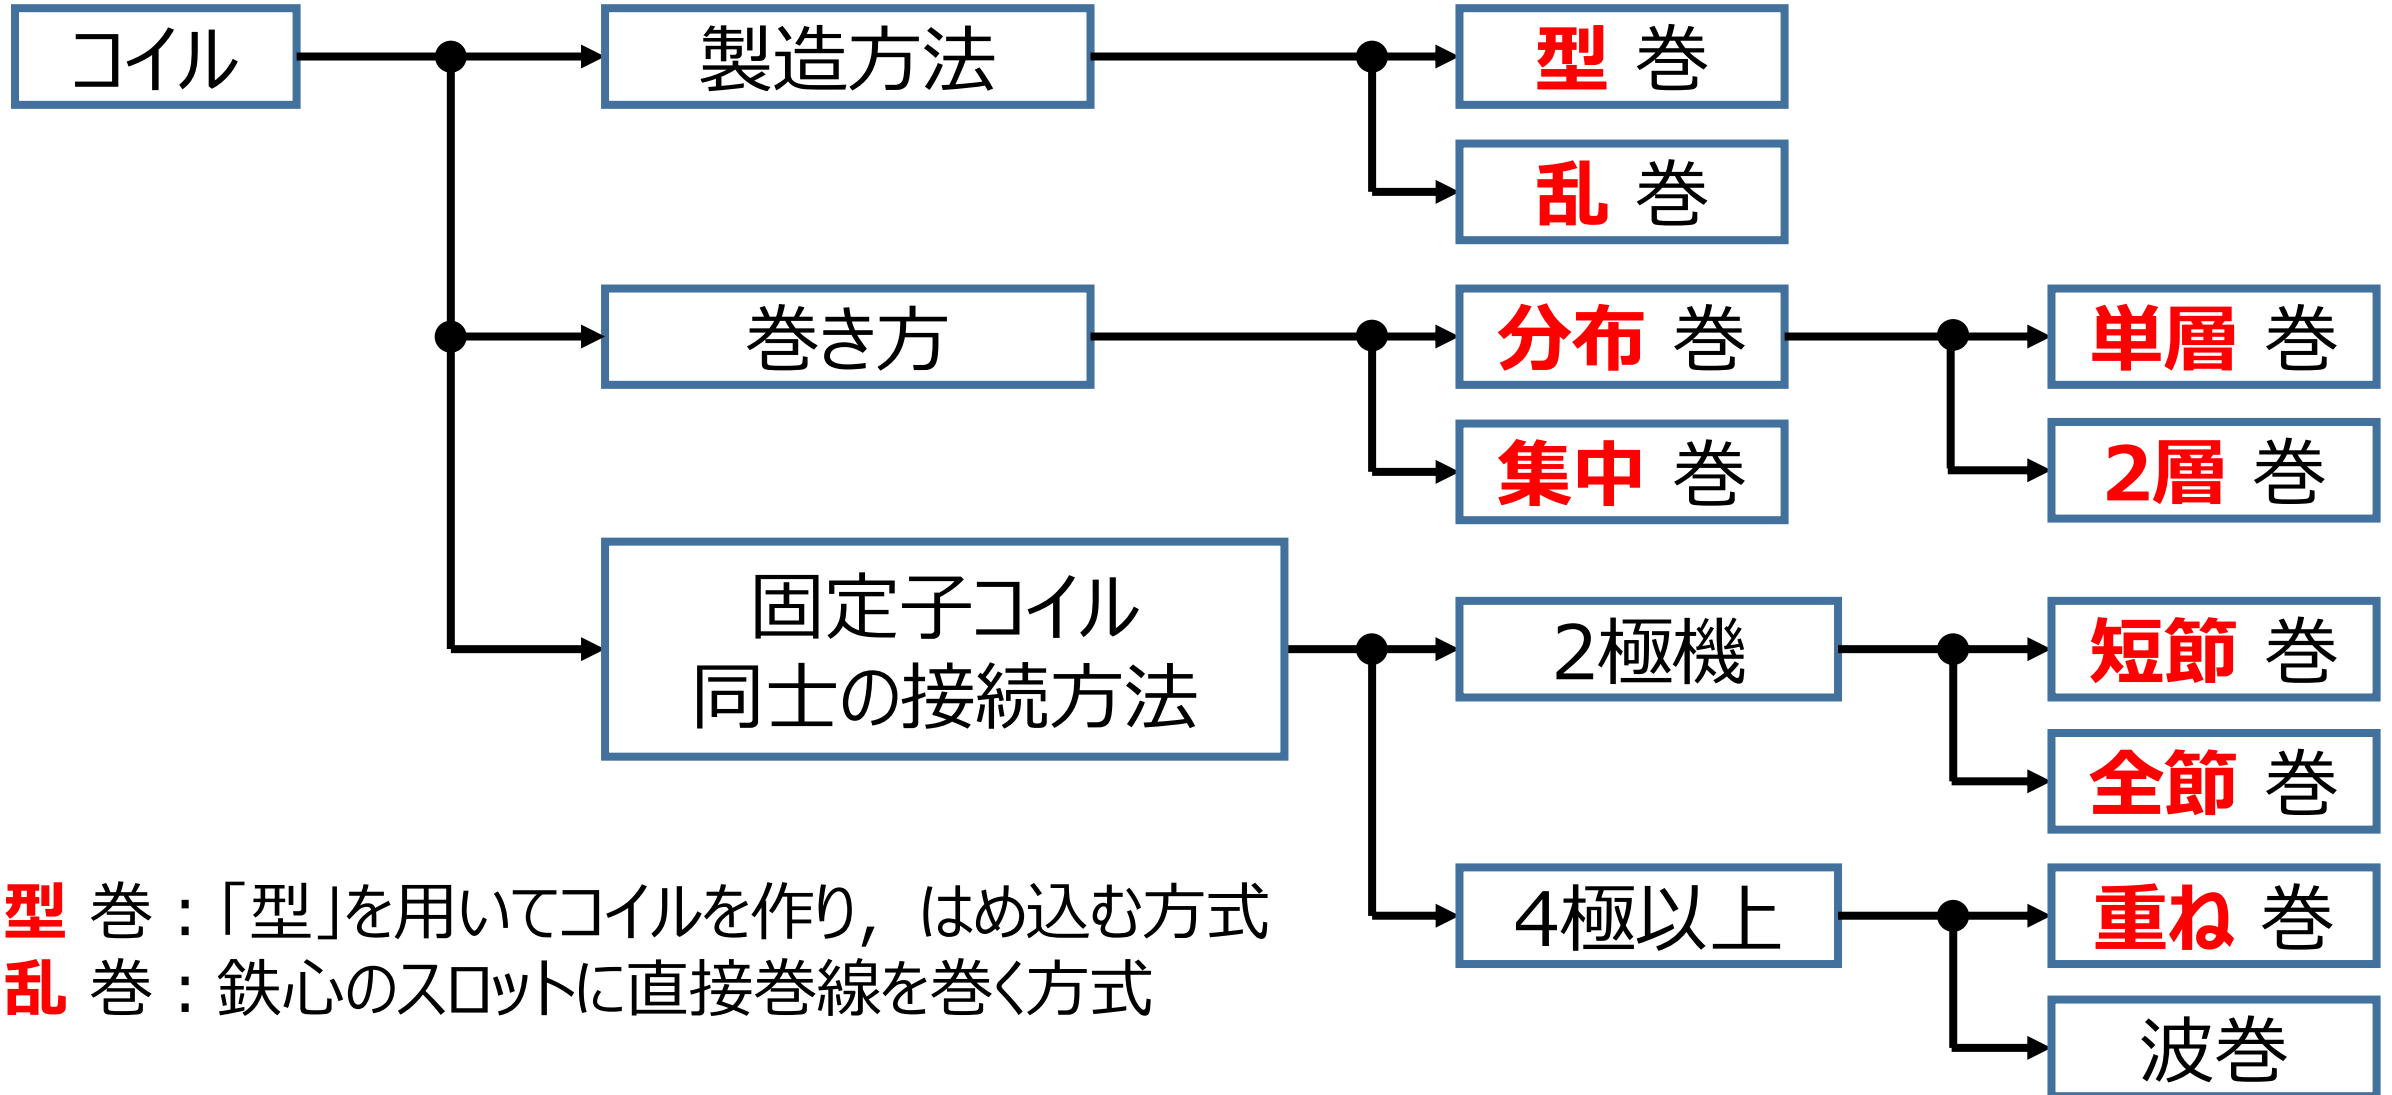 コイル
製造方法
型 巻
乱 巻
巻き方
分布 巻
単層 巻
集中 巻
2層 巻
固定子コイル
同士の接続方法
2極機
短節 巻
全節 巻
4極以上
重ね 巻
波巻
型 巻：「型」を用いてコイルを作り，はめ込む方式
乱 巻：鉄心のスロットに直接巻線を巻く方式